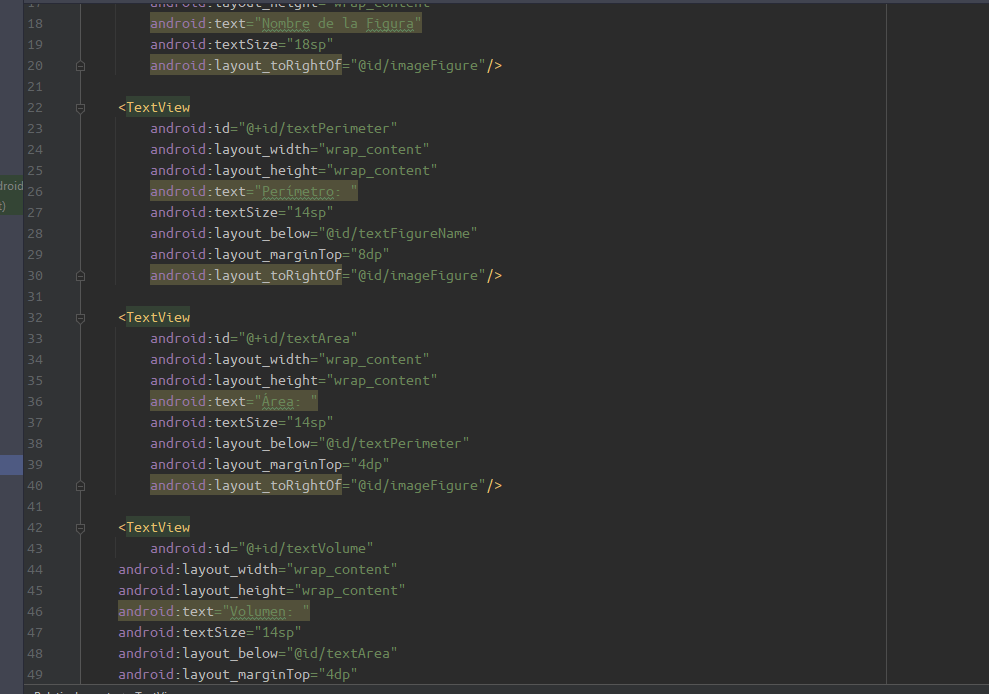 17 android:layout_height="wrap_content"
18 android:text="Nombre de la Figura"
19 android:textSize="18sp"
20 android:layout_toRightOf="@id/imageFigure"/>
21
22 <TextView
23 android:id="@+id/textPerimeter"
24 android:layout_width="wrap_content"
25 android:layout_height="wrap_content"
26 android:text="Perímetro: "
27 android:textSize="14sp"
28 android:layout_below="@id/textFigureName"
29 android:layout_marginTop="8dp"
30 android:layout_toRightOf="@id/imageFigure"/>
31
32 <TextView
33 android:id="@+id/textArea"
34 android:layout_width="wrap_content"
35 android:layout_height="wrap_content"
36 android:text="Área: "
37 android:textSize="14sp"
38 android:layout_below="@id/textPerimeter"
39 android:layout_marginTop="4dp"
40 android:layout_toRightOf="@id/imageFigure"/>
41
42 <TextView
43 android:id="@+id/textVolume"
44 android:layout_width="wrap_content"
45 android:layout_height="wrap_content"
46 android:text="Volumen: "
47 android:textSize="14sp"
48 android:layout_below="@id/textArea"
49 android:layout_marginTop="4dp"
droid
t)